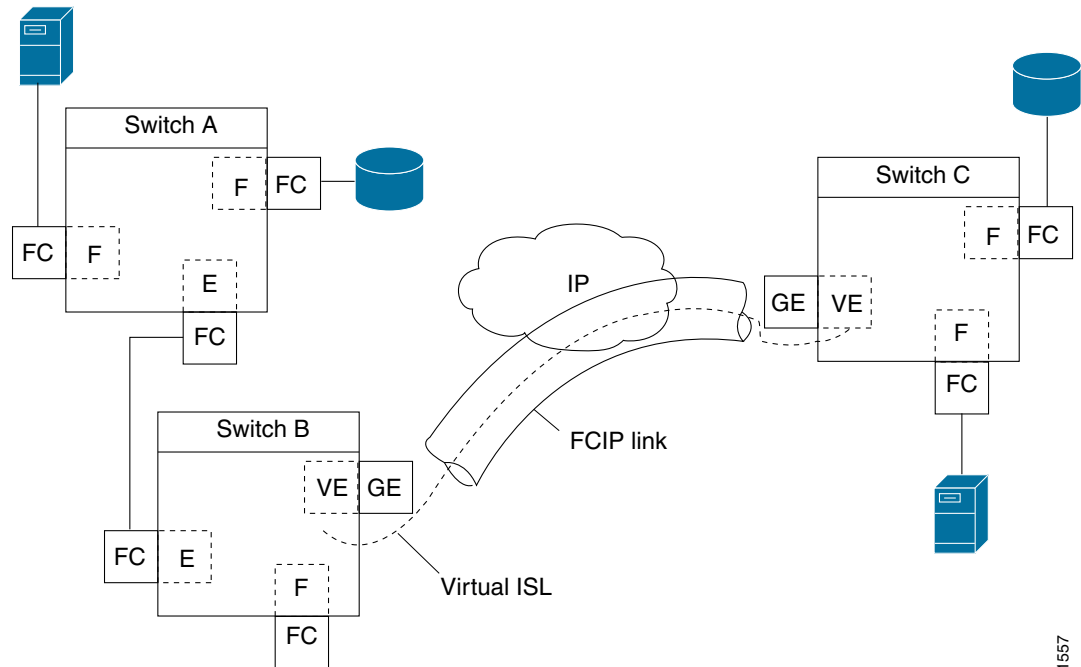 Switch A
F FC
FC F
E
FC
Switch B
VE GE
FC E
F
FC
IP
FCIP link
Virtual ISL
Switch C
F FC
GE VE
F
FC
1557